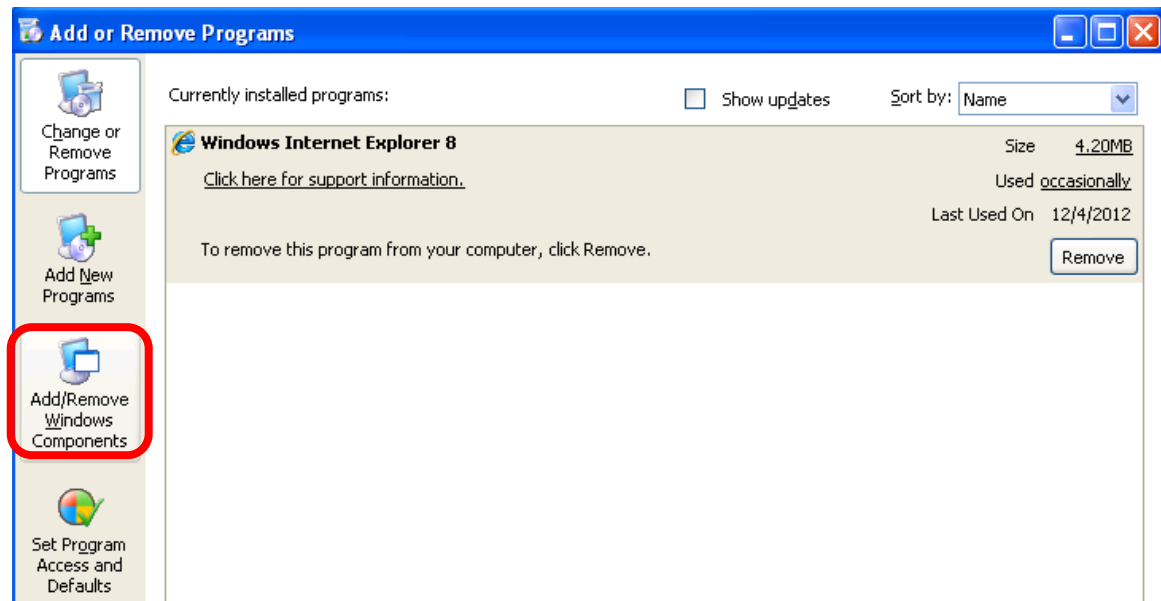 Add or Remove Programs
Change or
Remove
Programs
Add New
Programs
Add/Remove
Windows
Components
Set Program
Access and
Defaults
Currently installed programs:
Show updates
Sort by: Name
Windows Internet Explorer 8
Size 4.20MB
Click here for support information.
Used occasionally
Last Used On 12/4/2012
To remove this program from your computer, click Remove.
Remove